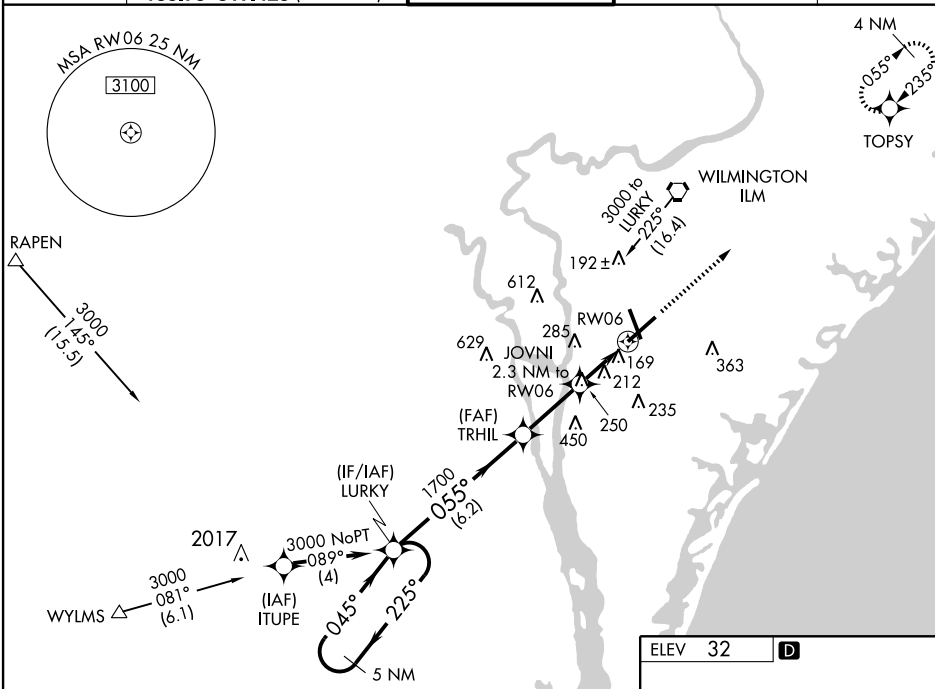 MSA RW06 25 NM
3100
4 NM
055°
235°
TOPSY
WILMINGTON
ILM
3000 to
LURKY
225°
(16.4)
192±
RAPEN
3000
145°
(15.5)
612
285
RW06
629
JOVNI
2.3 NM to
RW06
169
212
363
235
250
450
(FAF)
TRHIL
(IF/IAF)
LURKY
1700
055°
(6.2)
2017
3000 NoPT
089°
(4)
3000
081°
(6.1)
WYLMS
(IAF)
ITUPE
045°
225°
5 NM
ELEV 32
D